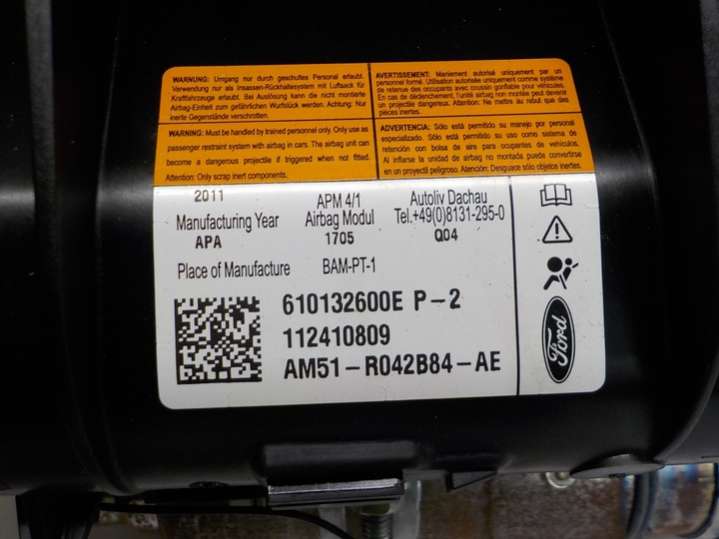 WARNUNG: Umgang nur durch geschultes Personal erlaubt.
Verwendung nur als Insassen-Rückhaltesystem mit Luftsack für
Kraftfahrzeuge erlaubt. Bei Auslösung kann die nicht montierte
Airbag-Einheit zum gefährlichen Wurfstück werden. Achtung: Nur
inerte Gegenstände verschrotten.
AVERTISSEMENT: Maniement autorisé uniquement par un
personnel formé. Utilisation autorisée uniquement comme système
de retenue des occupants avec coussin gonflable pour véhicules.
En cas de déclenchement, l'unité airbag non montée peut devenir
un projectile dangereux. Attention: Ne mettre au rebut que des
pièces inertes.
WARNING: Must be handled by trained personnel only. Only use as
passenger restraint system with airbag in cars. The airbag unit can
become a dangerous projectile if triggered when not fitted.
Attention: Only scrap inert components.
ADVERTENCIA: Sólo está permitido su manejo por personal
especializado. Sólo está permitido su uso como sistema de
retención con bolsa de aire para ocupantes de vehículos.
Al inflarse la unidad de airbag no montada puede convertirse
en un proyectil peligroso. Atención: Desguace sólo objetos inertes.
2011
Manufacturing Year
APA
Place of Manufacture
APM 4/1
Airbag Modul
1705
BAM-PT-1
Autoliv Dachau
Tel.+49(0)8131-295-0
Q04
610132600E P-2
112410809
AM51-R042B84-AE
Ford